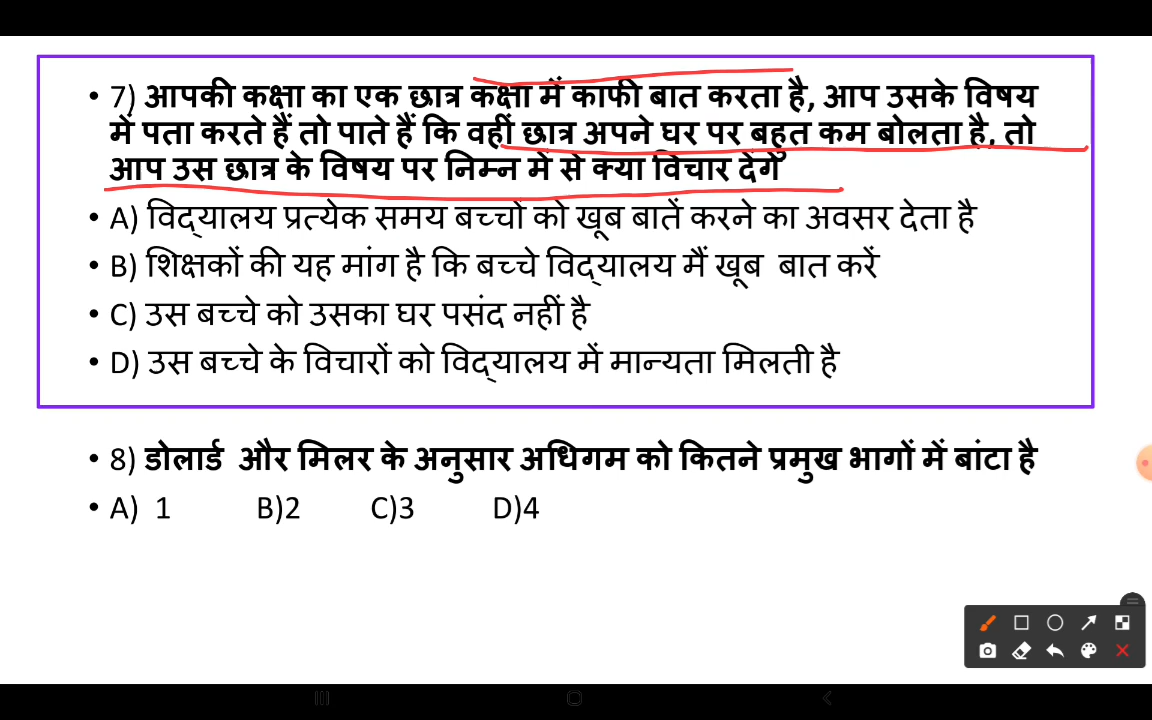 • 7) आपकी कक्षा का एक छात्र कक्षा में काफी बात करता है, आप उसके विषय
में पता करते हैं तो पाते हैं कि वहीं छात्र अपने घर पर बहुत कम बोलता है, तो
आप उस छात्र के विषय पर निम्न में से क्या विचार देंगे
• A) विद्यालय प्रत्येक समय बच्चों को खूब बातें करने का अवसर देता है
• B) शिक्षकों की यह मांग है कि बच्चे विद्यालय मैं खूब बात करें
• C) उस बच्चे को उसका घर पसंद नहीं है
• D) उस बच्चे के विचारों को विद्यालय में मान्यता मिलती है
• 8) डोलार्ड और मिलर के अनुसार अधिगम को कितने प्रमुख भागों में बांटा है
• A) 1 B)2 C)3 D)4